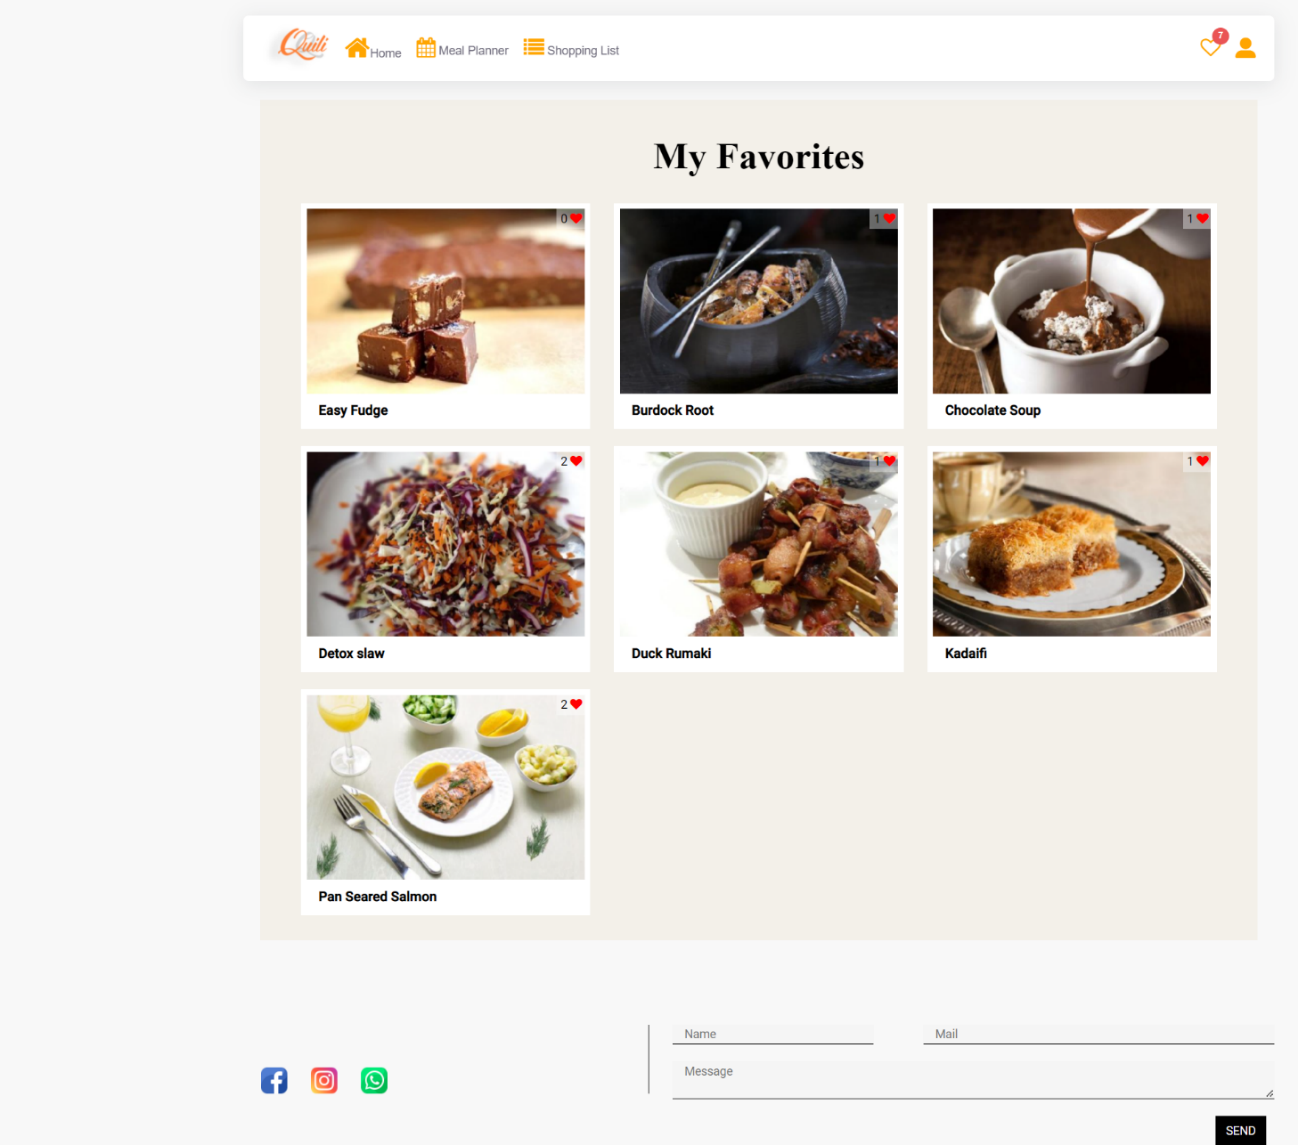 Quili
Home
Meal Planner
Shopping List
7
My Favorites
0
1
1
Easy Fudge
Burdock Root
Chocolate Soup
2
1
1
Detox slaw
Duck Rumaki
Kadaifi
2
Pan Seared Salmon
Name
Mail
Message
SEND